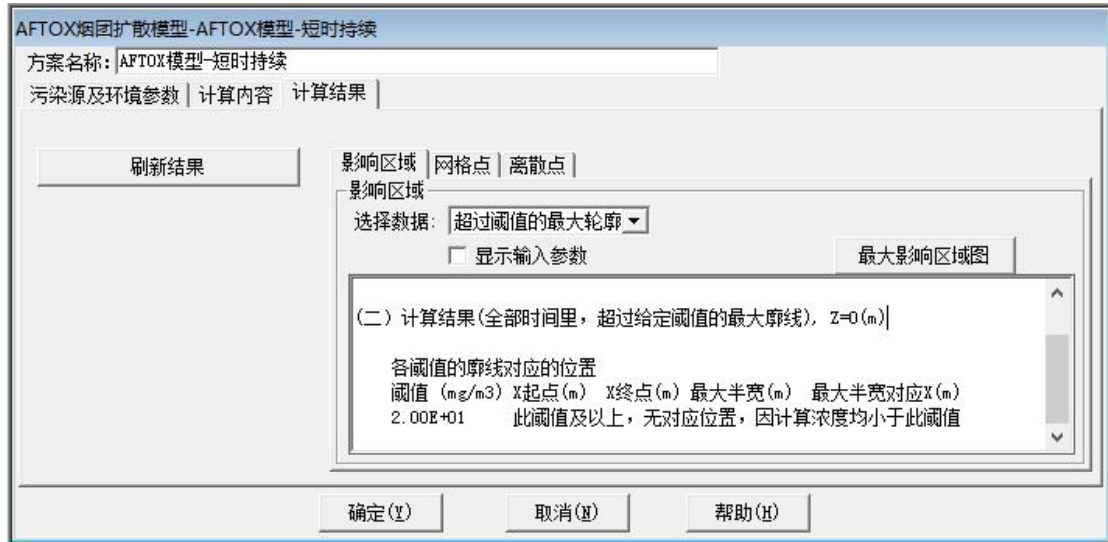 AFTOX烟团扩散模型-AFTOX模型-短时持续
方案名称: AFTOX模型-短时持续
污染源及环境参数 计算内容 计算结果
刷新结果
影响区域 网格点 离散点
影响区域
选择数据: 超过阈值的最大轮廓
显示输入参数
最大影响区域图
(二) 计算结果(全部时间里，超过给定阈值的最大廓线), Z=0(m)
各阈值的廓线对应的位置
阈值 (mg/m3) X起点(m) X终点(m) 最大半宽(m) 最大半宽对应X(m)
2.00E+01 此阈值及以上，无对应位置，因计算浓度均小于此阈值
确定(Y) 取消(N) 帮助(H)